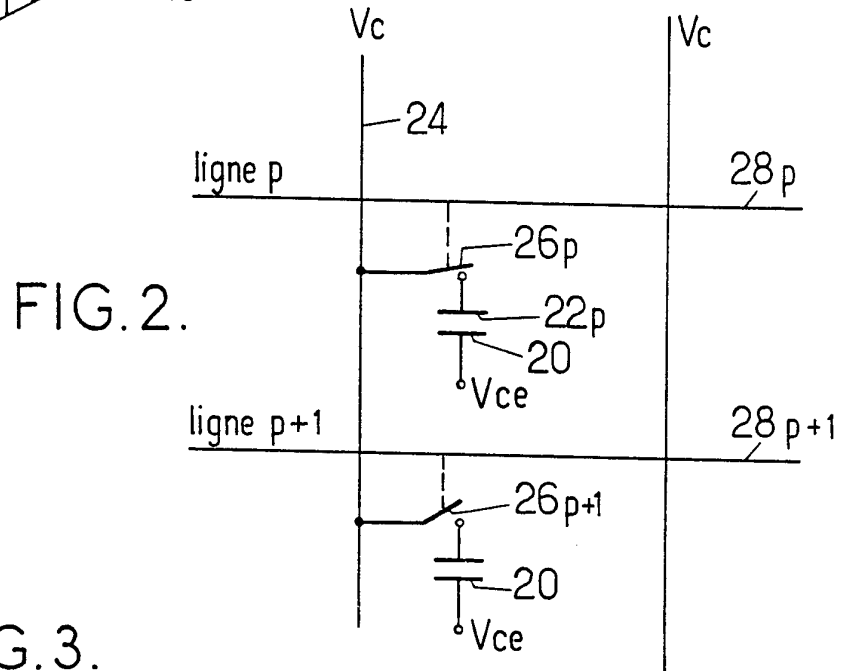 Vc
Vc
24
ligne p
28p
26p
FIG. 2.
22p
20
Vce
ligne p+1
28p+1
26p+1
20
Vce
G.3.